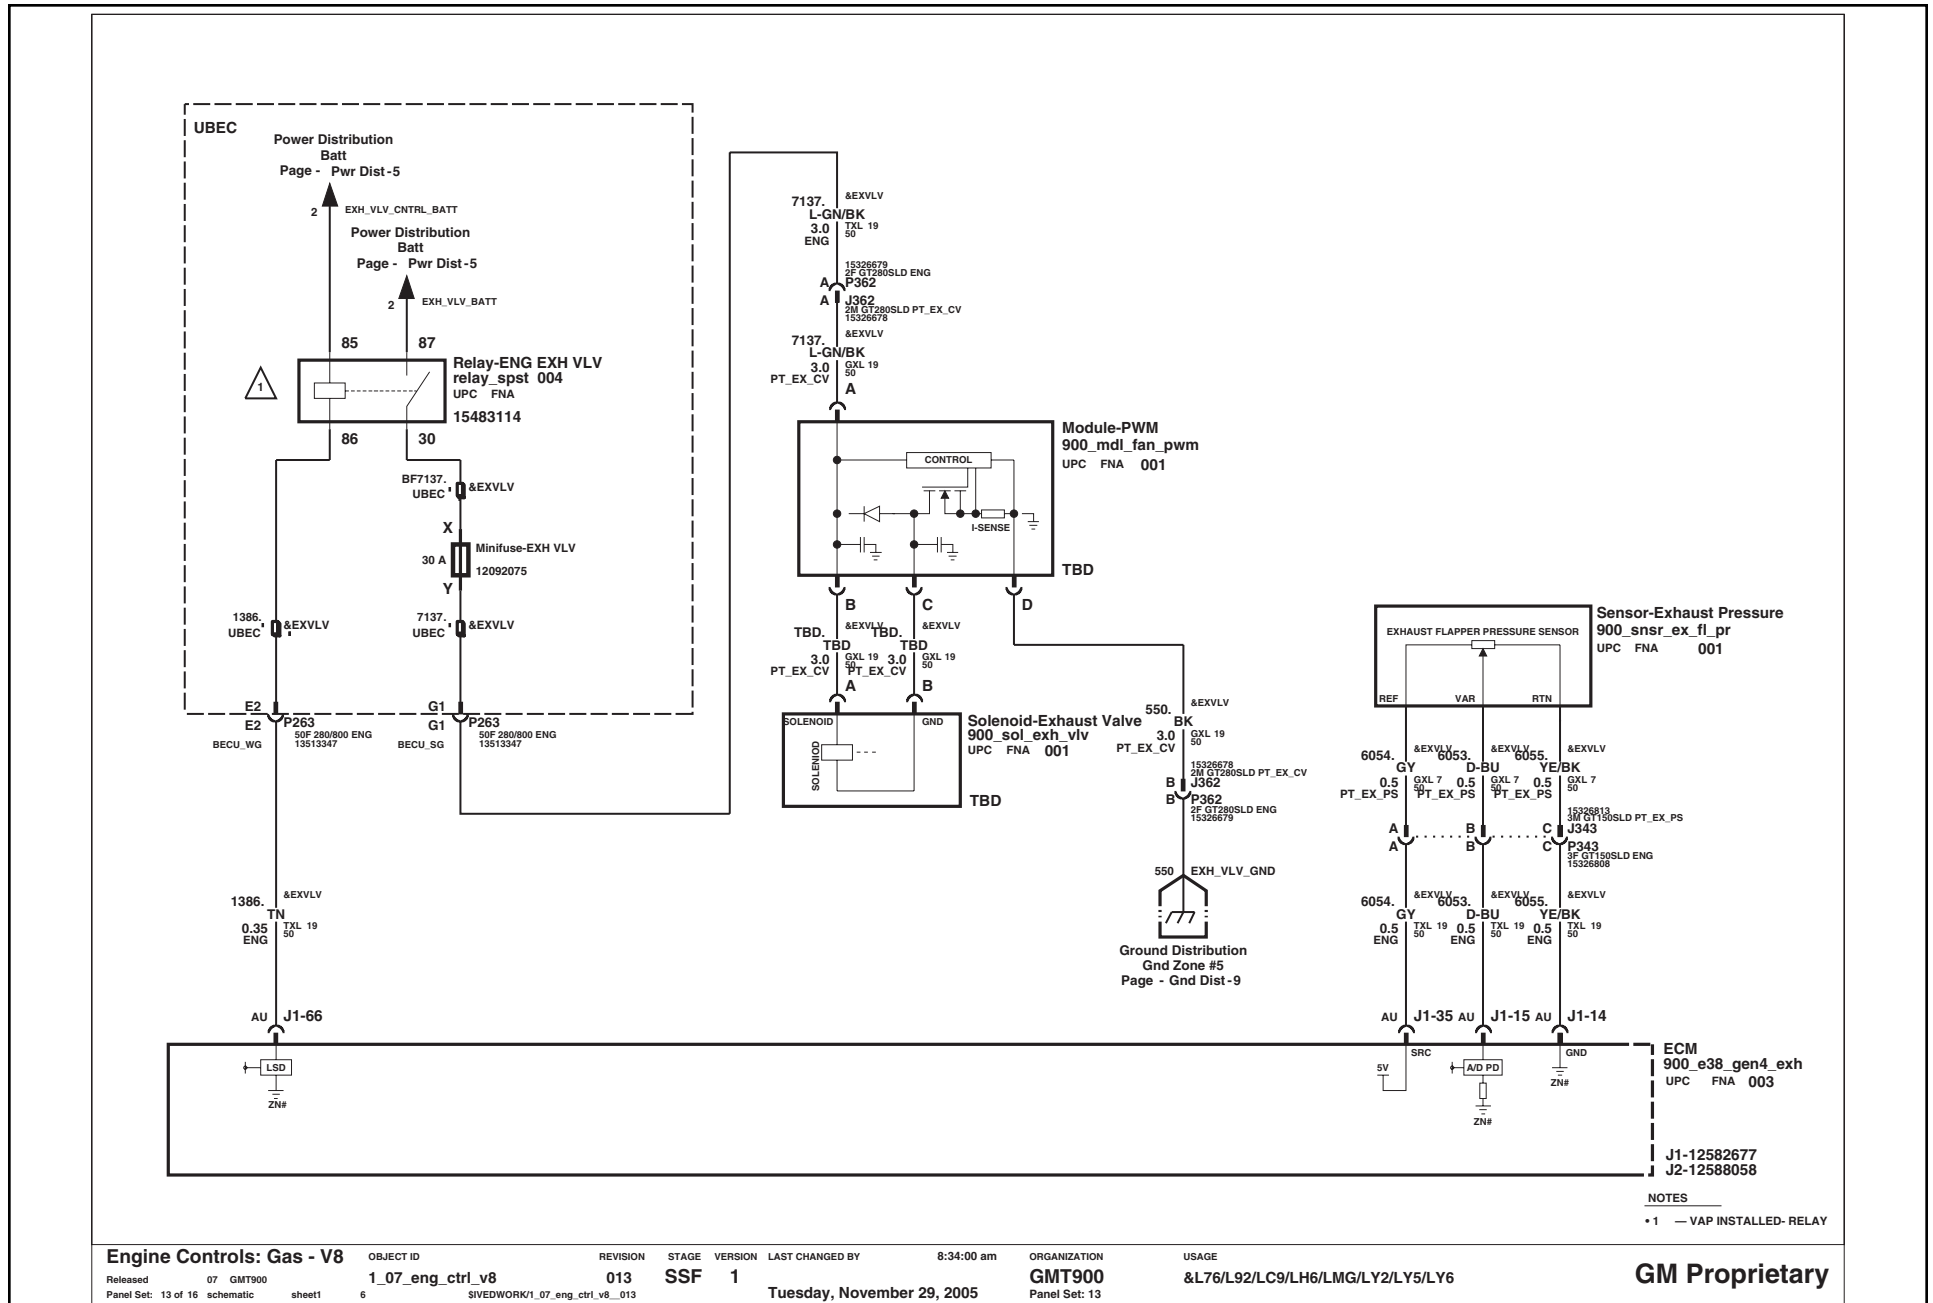 UBEC
Power Distribution
Batt
Page - Pwr Dist-5
2 EXH_VLV_CNTRL_BATT
Power Distribution
Batt
Page - Pwr Dist-5
2 EXH_VLV_BATT
85 87
1
Relay-ENG EXH VLV
relay_spst 004
UPC FNA
15483114
86 30
BF7137.
UBEC ' &EXVLV
X
30 A
Minifuse-EXH VLV
12092075
Y
1386.
UBEC ' &EXVLV
7137.
UBEC ' &EXVLV
E2 G1
E2 P263
50F 280/800 ENG
13513347
BECU_WG
G1 P263
50F 280/800 ENG
13513347
BECU_SG
1386. &EXVLV
TN
0.35 TXL 19
ENG 50
AU J1-66
LSD
ZN#
7137. &EXVLV
L-GN/BK
3.0 TXL 19
ENG 50
15326679
2F GT280SLD ENG
A P362
A J362
2M GT280SLD PT_EX_CV
15326678
7137. &EXVLV
L-GN/BK
3.0 GXL 19
PT_EX_CV 50
A
Module-PWM
900_mdl_fan_pwm
UPC FNA 001
CONTROL
I-SENSE
TBD
B C D
TBD. &EXVLV
TBD
3.0 GXL 19
PT_EX_CV 50
A
TBD. &EXVLV
TBD
3.0 GXL 19
PT_EX_CV 50
B
SOLENOID GND
SOLENIOD
Solenoid-Exhaust Valve
900_sol_exh_vlv
UPC FNA 001
TBD
550. &EXVLV
BK
3.0 GXL 19
PT_EX_CV 50
15326678
2M GT280SLD PT_EX_CV
B J362
B P362
2F GT280SLD ENG
15326679
550 EXH_VLV_GND
Ground Distribution
Gnd Zone #5
Page - Gnd Dist-9
Sensor-Exhaust Pressure
900_snsr_ex_fl_pr
UPC FNA 001
EXHAUST FLAPPER PRESSURE SENSOR
REF VAR RTN
6054. &EXVLV 6053. &EXVLV 6055. &EXVLV
GY D-BU YE/BK
0.5 GXL 7 0.5 GXL 7 0.5 GXL 7
PT_EX_PS 50 PT_EX_PS 50 PT_EX_PS 50
15326813
3M GT150SLD PT_EX_PS
A B C J343
A B C P343
3F GT150SLD ENG
15326808
6054. &EXVLV 6053. &EXVLV 6055. &EXVLV
GY D-BU YE/BK
0.5 TXL 19 0.5 TXL 19 0.5 TXL 19
ENG 50 ENG 50 ENG 50
AU J1-35 AU J1-15 AU J1-14
SRC GND
5V A/D PD
ZN# ZN#
ECM
900_e38_gen4_exh
UPC FNA 003
J1-12582677
J2-12588058
NOTES
• 1 — VAP INSTALLED- RELAY
Engine Controls: Gas - V8 OBJECT ID REVISION STAGE VERSION LAST CHANGED BY 8:34:00 am ORGANIZATION USAGE
Released 07 GMT900 1_07_eng_ctrl_v8 013 SSF 1 GMT900 &L76/L92/LC9/LH6/LMG/LY2/LY5/LY6 GM Proprietary
Panel Set: 13 of 16 schematic sheet1 6 $IVEDWORK/1_07_eng_ctrl_v8__013 Tuesday, November 29, 2005 Panel Set: 13